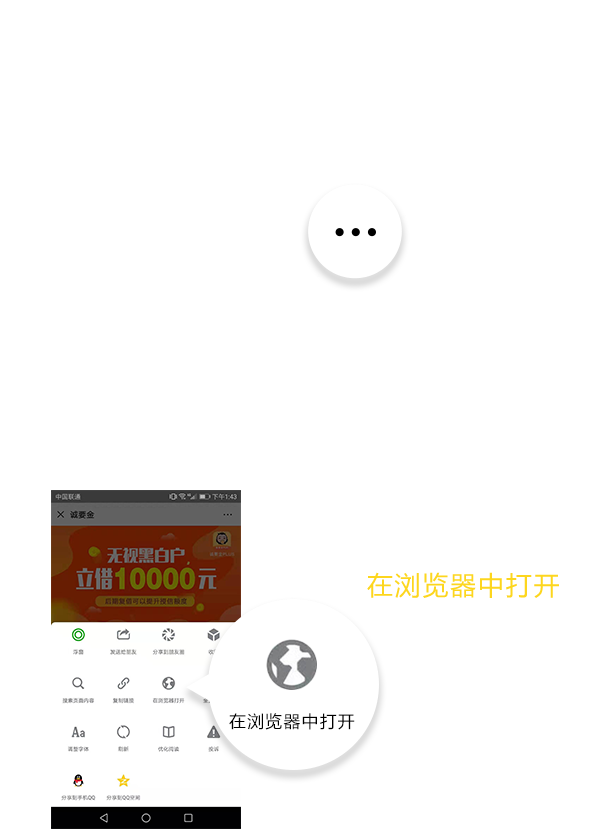 中国联通
下午1:43
诚要金
无视黑白户
立借10000元
后期复借可以提升授信额度
在浏览器中打开
浮窗
发送给朋友
分享到朋友圈
搜索页面内容
复制链接
在浏览器打开
在浏览器中打开
Aa
调整字体
刷新
优化阅读
投诉
分享到手机QQ
分享到QQ空间